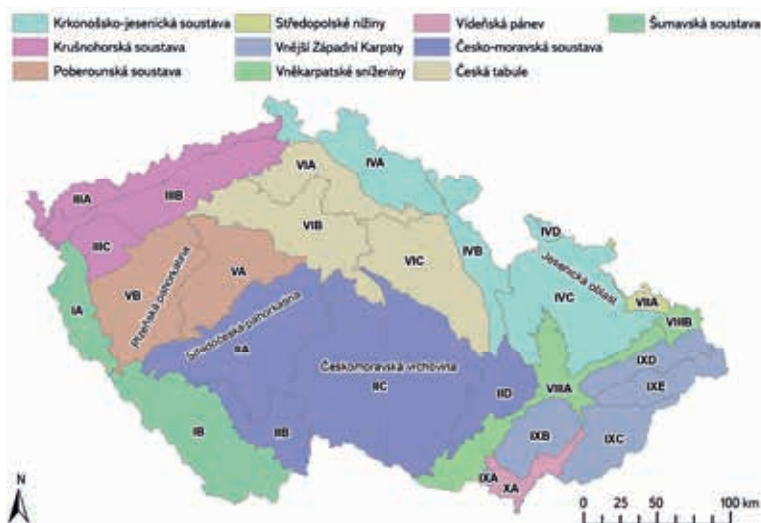 Krkonošsko-jesenická soustava
Středopolské nížiny
Vídeňská pánev
Šumavská soustava
Krušnohorská soustava
Vnější Západní Karpaty
Česko-moravská soustava
Poberounská soustava
Vněkarpatské sníženiny
Česká tabule
VIA
IVA
IIIA
IIIB
VIB
IVD
IIIC
IVB
VIC
Jesenická oblast
IA
VA
IVC
VB
Plzeňská pahorkatina
VIIA
VIIIB
Středočeská pahorkatina
IIA
Českomoravská vrchovina
IXD
IIC
IID
VIIIA
IXE
IB
IIB
IXB
IXC
IXA
XA
N
0 25 50 100 km